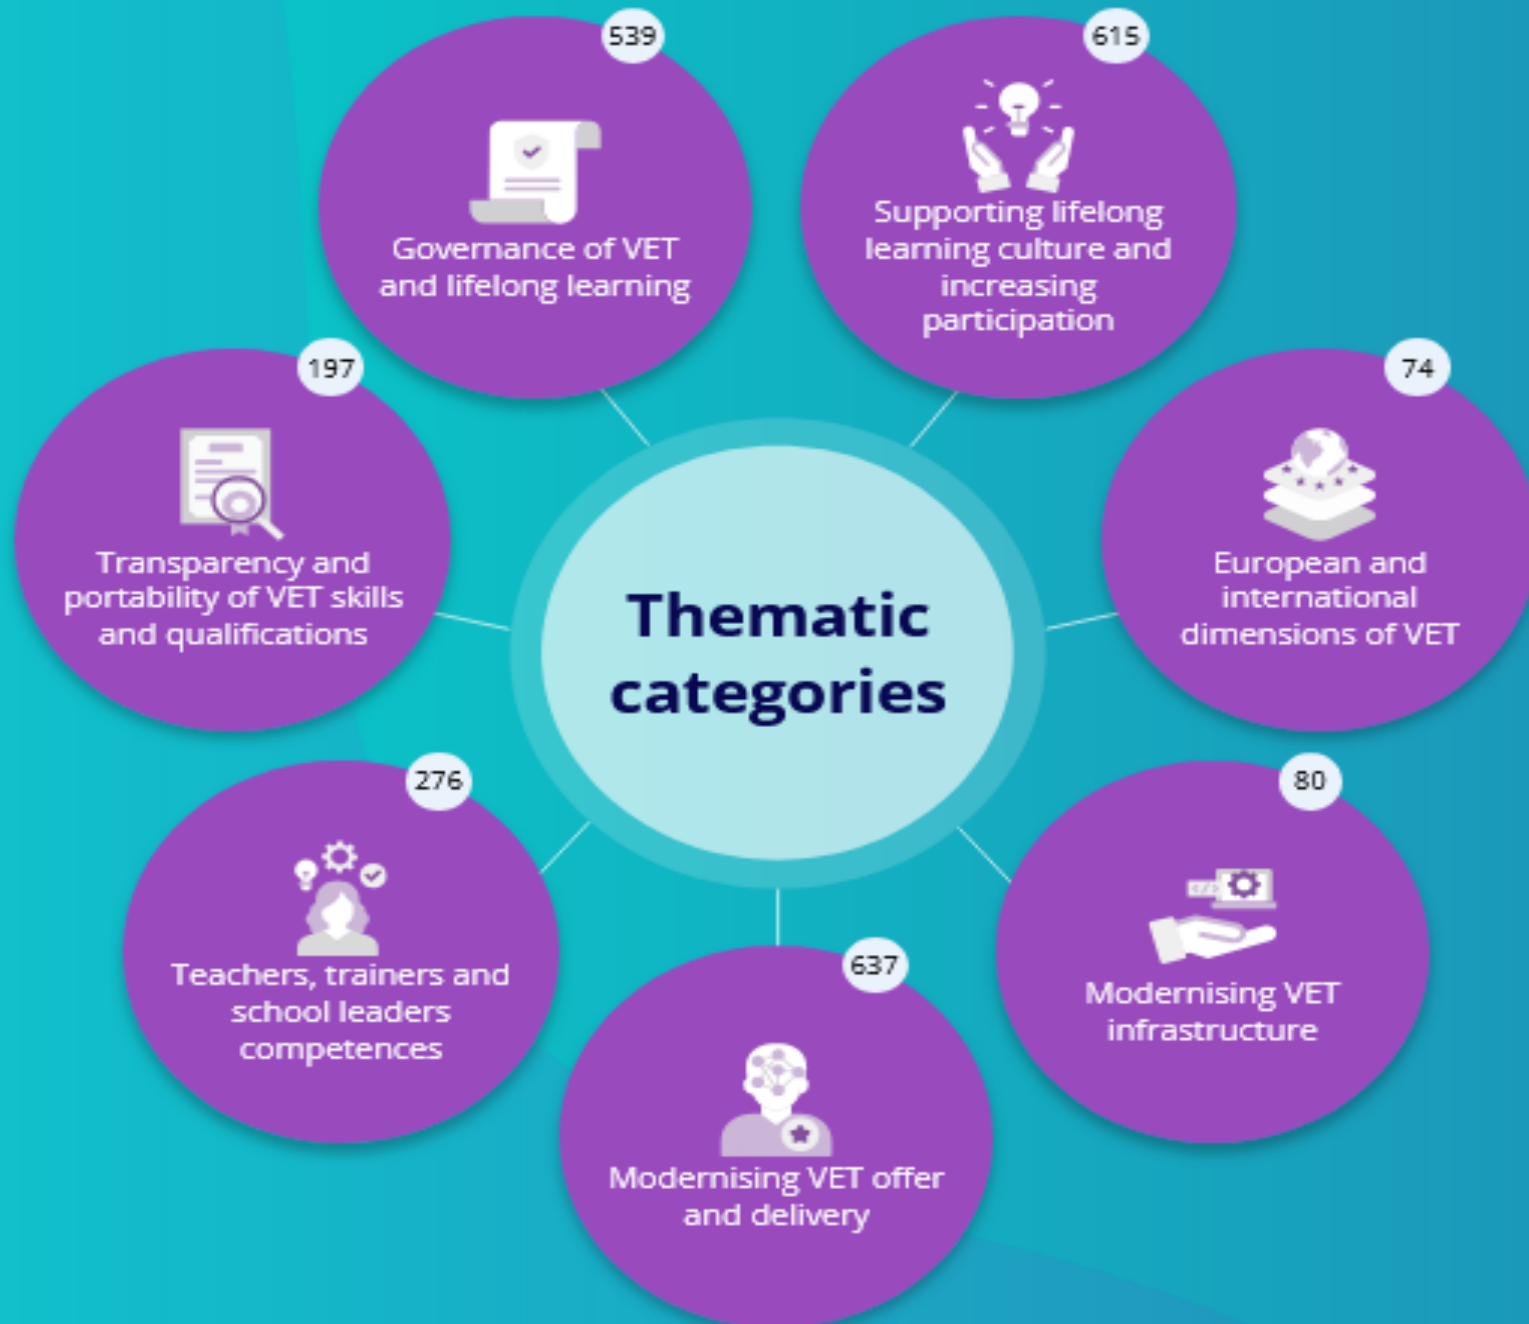 539
Governance of VET
and lifelong learning
615
Supporting lifelong
learning culture and
increasing
participation
197
Transparency and
portability of VET skills
and qualifications
74
European and
international
dimensions of VET
Thematic
categories
276
Teachers, trainers and
school leaders
competences
80
Modernising VET
infrastructure
637
Modernising VET offer
and delivery